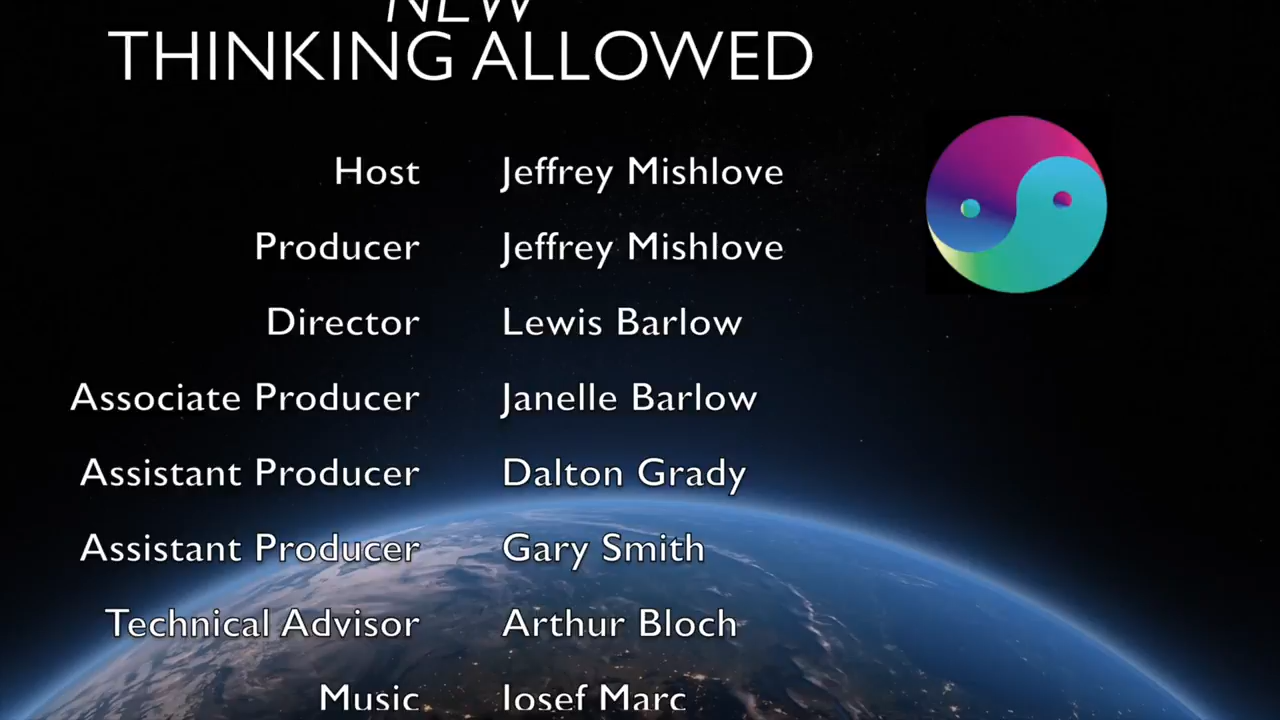 NEW
THINKING ALLOWED
Host Jeffrey Mishlove
Producer Jeffrey Mishlove
Director Lewis Barlow
Associate Producer Janelle Barlow
Assistant Producer Dalton Grady
Assistant Producer Gary Smith
Technical Advisor Arthur Bloch
Music Josef Marc